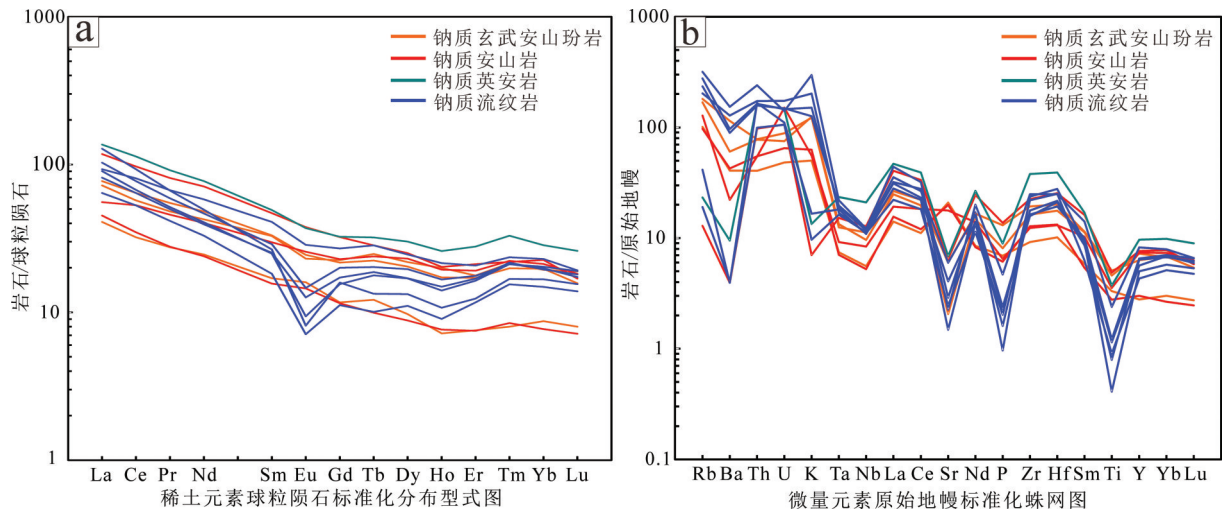 a
1000
100
10
1
岩石/球粒陨石
钠质玄武安山玢岩
钠质安山岩
钠质英安岩
钠质流纹岩
La Ce Pr Nd Sm Eu Gd Tb Dy Ho Er Tm Yb Lu
稀土元素球粒陨石标准化分布型式图
b
1000
100
10
1
0.1
岩石/原始地幔
钠质玄武安山玢岩
钠质安山岩
钠质英安岩
钠质流纹岩
Rb Ba Th U K Ta Nb La Ce Sr Nd P Zr Hf Sm Ti Y Yb Lu
微量元素原始地幔标准化蛛网图